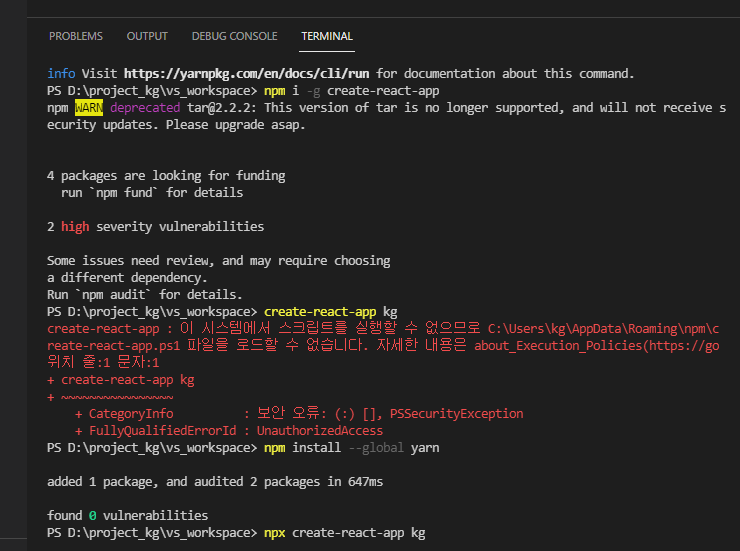 PROBLEMS OUTPUT DEBUG CONSOLE TERMINAL
info Visit https://yarnpkg.com/en/docs/cli/run for documentation about this command.
PS D:\project_kg\vs_workspace> npm i -g create-react-app
npm WARN deprecated tar@2.2.2: This version of tar is no longer supported, and will not receive s
ecurity updates. Please upgrade asap.
4 packages are looking for funding
run `npm fund` for details
2 high severity vulnerabilities
Some issues need review, and may require choosing
a different dependency.
Run `npm audit` for details.
PS D:\project_kg\vs_workspace> create-react-app kg
create-react-app : 이 시스템에서 스크립트를 실행할 수 없으므로 C:\Users\kg\AppData\Roaming\npm\c
reate-react-app.ps1 파일을 로드할 수 없습니다. 자세한 내용은 about_Execution_Policies(https://go
위치 줄:1 문자:1
+ create-react-app kg
+ ~~~~~~~~~~~~~~~~
+ CategoryInfo : 보안 오류: (:) [], PSSecurityException
+ FullyQualifiedErrorId : UnauthorizedAccess
PS D:\project_kg\vs_workspace> npm install --global yarn
added 1 package, and audited 2 packages in 647ms
found 0 vulnerabilities
PS D:\project_kg\vs_workspace> npx create-react-app kg